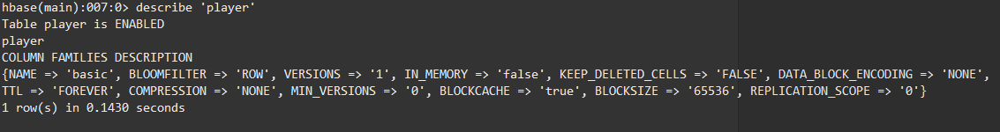 hbase(main):007:0> describe 'player'
Table player is ENABLED
player
COLUMN FAMILIES DESCRIPTION
{NAME => 'basic', BLOOMFILTER => 'ROW', VERSIONS => '1', IN_MEMORY => 'false', KEEP_DELETED_CELLS => 'FALSE', DATA_BLOCK_ENCODING => 'NONE',
TTL => 'FOREVER', COMPRESSION => 'NONE', MIN_VERSIONS => '0', BLOCKCACHE => 'true', BLOCKSIZE => '65536', REPLICATION_SCOPE => '0'}
1 row(s) in 0.1430 seconds